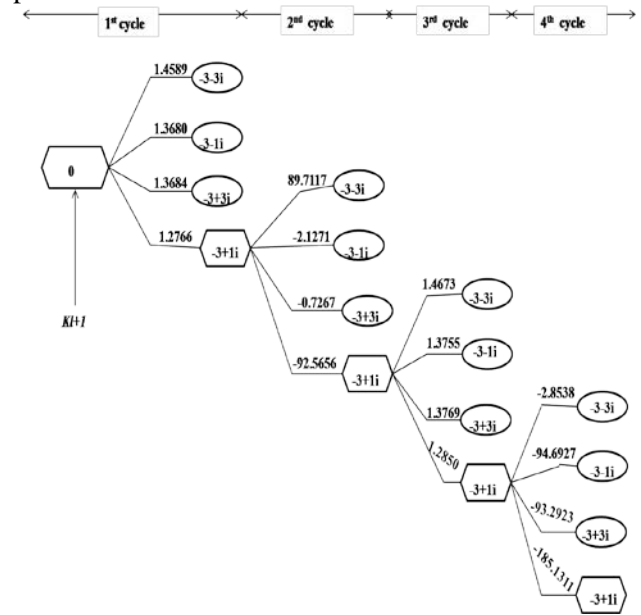 1st cycle
2nd cycle
3rd cycle
4th cycle
1.4589
-3-3i
1.3680
-3-1i
0
1.3684
-3+3i
1.2766
-3+1i
Kl+1
89.7117
-3-3i
-2.1271
-3-1i
-0.7267
-3+3i
-92.5656
-3+1i
1.4673
-3-3i
1.3755
-3-1i
1.3769
-3+3i
1.2850
-3+1i
-2.8538
-3-3i
-94.6927
-3-1i
-93.2923
-3+3i
-185.1311
-3+1i